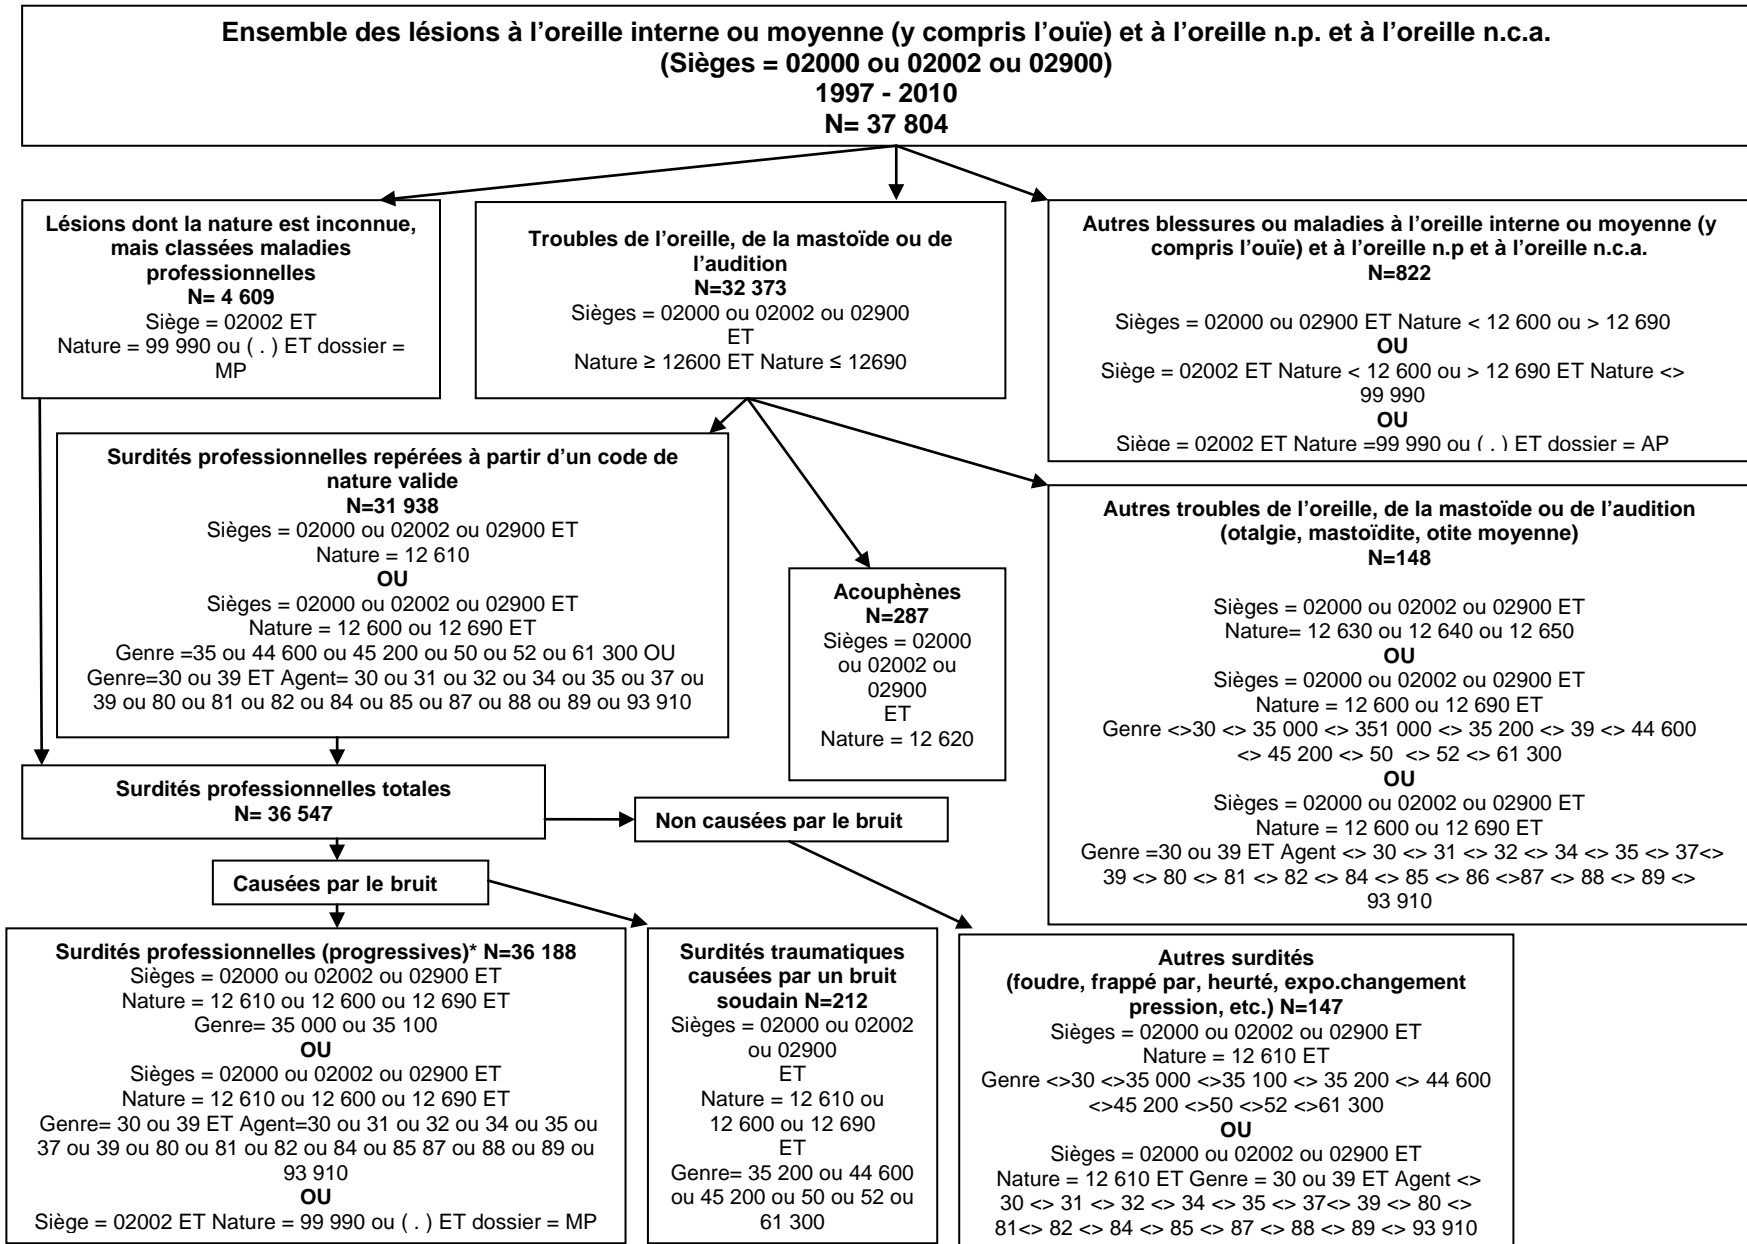 Ensemble des lésions à l'oreille interne ou moyenne (y compris l'ouïe) et à l'oreille n.p. et à l'oreille n.c.a.
(Sièges = 02000 ou 02002 ou 02900)
1997 - 2010
N= 37 804
Lésions dont la nature est inconnue,
mais classées maladies
professionnelles
N= 4 609
Siège = 02002 ET
Nature = 99 990 ou ( . ) ET dossier =
MP
Troubles de l'oreille, de la mastoïde ou de
l'audition
N=32 373
Sièges = 02000 ou 02002 ou 02900
ET
Nature ≥ 12600 ET Nature ≤ 12690
Autres blessures ou maladies à l'oreille interne ou moyenne (y
compris l'ouïe) et à l'oreille n.p et à l'oreille n.c.a.
N=822
Sièges = 02000 ou 02900 ET Nature < 12 600 ou > 12 690
OU
Siège = 02002 ET Nature < 12 600 ou > 12 690 ET Nature <>
99 990
OU
Siège = 02002 ET Nature =99 990 ou ( . ) ET dossier = AP
Surdités professionnelles repérées à partir d'un code de
nature valide
N=31 938
Sièges = 02000 ou 02002 ou 02900 ET
Nature = 12 610
OU
Sièges = 02000 ou 02002 ou 02900 ET
Nature = 12 600 ou 12 690 ET
Genre =35 ou 44 600 ou 45 200 ou 50 ou 52 ou 61 300 OU
Genre=30 ou 39 ET Agent= 30 ou 31 ou 32 ou 34 ou 35 ou 37 ou
39 ou 80 ou 81 ou 82 ou 84 ou 85 ou 87 ou 88 ou 89 ou 93 910
Acouphènes
N=287
Sièges = 02000
ou 02002 ou
02900
ET
Nature = 12 620
Autres troubles de l'oreille, de la mastoïde ou de l'audition
(otalgie, mastoïdite, otite moyenne)
N=148
Sièges = 02000 ou 02002 ou 02900 ET
Nature= 12 630 ou 12 640 ou 12 650
OU
Sièges = 02000 ou 02002 ou 02900 ET
Nature = 12 600 ou 12 690 ET
Genre <>30 <> 35 000 <> 351 000 <> 35 200 <> 39 <> 44 600
<> 45 200 <> 50 <> 52 <> 61 300
OU
Sièges = 02000 ou 02002 ou 02900 ET
Nature = 12 600 ou 12 690 ET
Genre =30 ou 39 ET Agent <> 30 <> 31 <> 32 <> 34 <> 35 <> 37<>
39 <> 80 <> 81 <> 82 <> 84 <> 85 <> 86 <>87 <> 88 <> 89 <>
93 910
Surdités professionnelles totales
N= 36 547
Non causées par le bruit
Causées par le bruit
Surdités professionnelles (progressives)* N=36 188
Sièges = 02000 ou 02002 ou 02900 ET
Nature = 12 610 ou 12 600 ou 12 690 ET
Genre= 35 000 ou 35 100
OU
Sièges = 02000 ou 02002 ou 02900 ET
Nature = 12 610 ou 12 600 ou 12 690 ET
Genre= 30 ou 39 ET Agent=30 ou 31 ou 32 ou 34 ou 35 ou
37 ou 39 ou 80 ou 81 ou 82 ou 84 ou 85 87 ou 88 ou 89 ou
93 910
OU
Siège = 02002 ET Nature = 99 990 ou ( . ) ET dossier = MP
Surdités traumatiques
causées par un bruit
soudain N=212
Sièges = 02000 ou 02002
ou 02900
ET
Nature = 12 610 ou
12 600 ou 12 690
ET
Genre= 35 200 ou 44 600
ou 45 200 ou 50 ou 52 ou
61 300
Autres surdités
(foudre, frappé par, heurté, expo.changement
pression, etc.) N=147
Sièges = 02000 ou 02002 ou 02900 ET
Nature = 12 610 ET
Genre <>30 <>35 000 <>35 100 <> 35 200 <> 44 600
<>45 200 <>50 <>52 <>61 300
OU
Sièges = 02000 ou 02002 ou 02900 ET
Nature = 12 610 ET Genre = 30 ou 39 ET Agent <>
30 <> 31 <> 32 <> 34 <> 35 <> 37<> 39 <> 80 <>
81<> 82 <> 84 <> 85 <> 87 <> 88 <> 89 <> 93 910